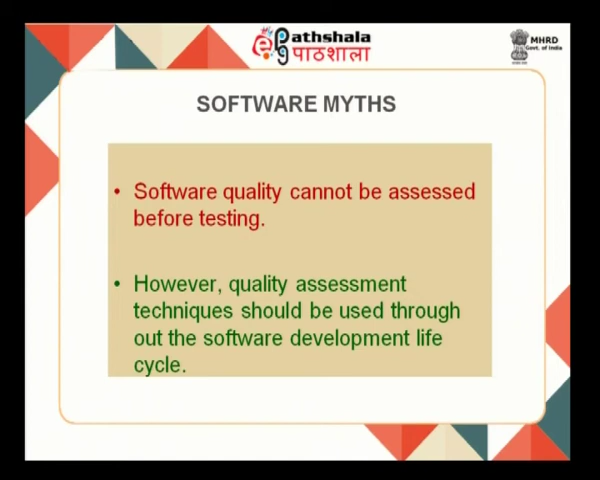 ePgpathshala
पाठशाला
MHRD
Govt. of India
SOFTWARE MYTHS
• Software quality cannot be assessed
before testing.
• However, quality assessment
techniques should be used through
out the software development life
cycle.